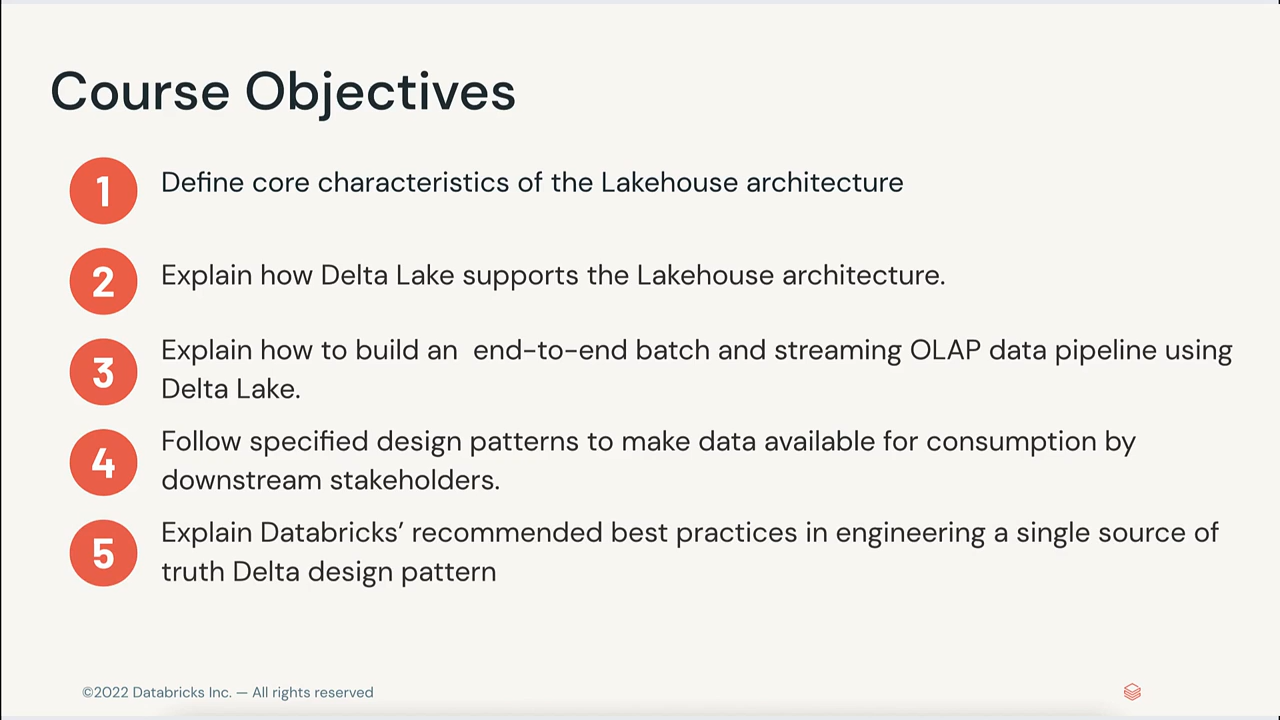 Course Objectives
1 Define core characteristics of the Lakehouse architecture
2 Explain how Delta Lake supports the Lakehouse architecture.
3 Explain how to build an  end-to-end batch and streaming OLAP data pipeline using
Delta Lake.
4 Follow specified design patterns to make data available for consumption by
downstream stakeholders.
5 Explain Databricks’ recommended best practices in engineering a single source of
truth Delta design pattern
©2022 Databricks Inc. — All rights reserved